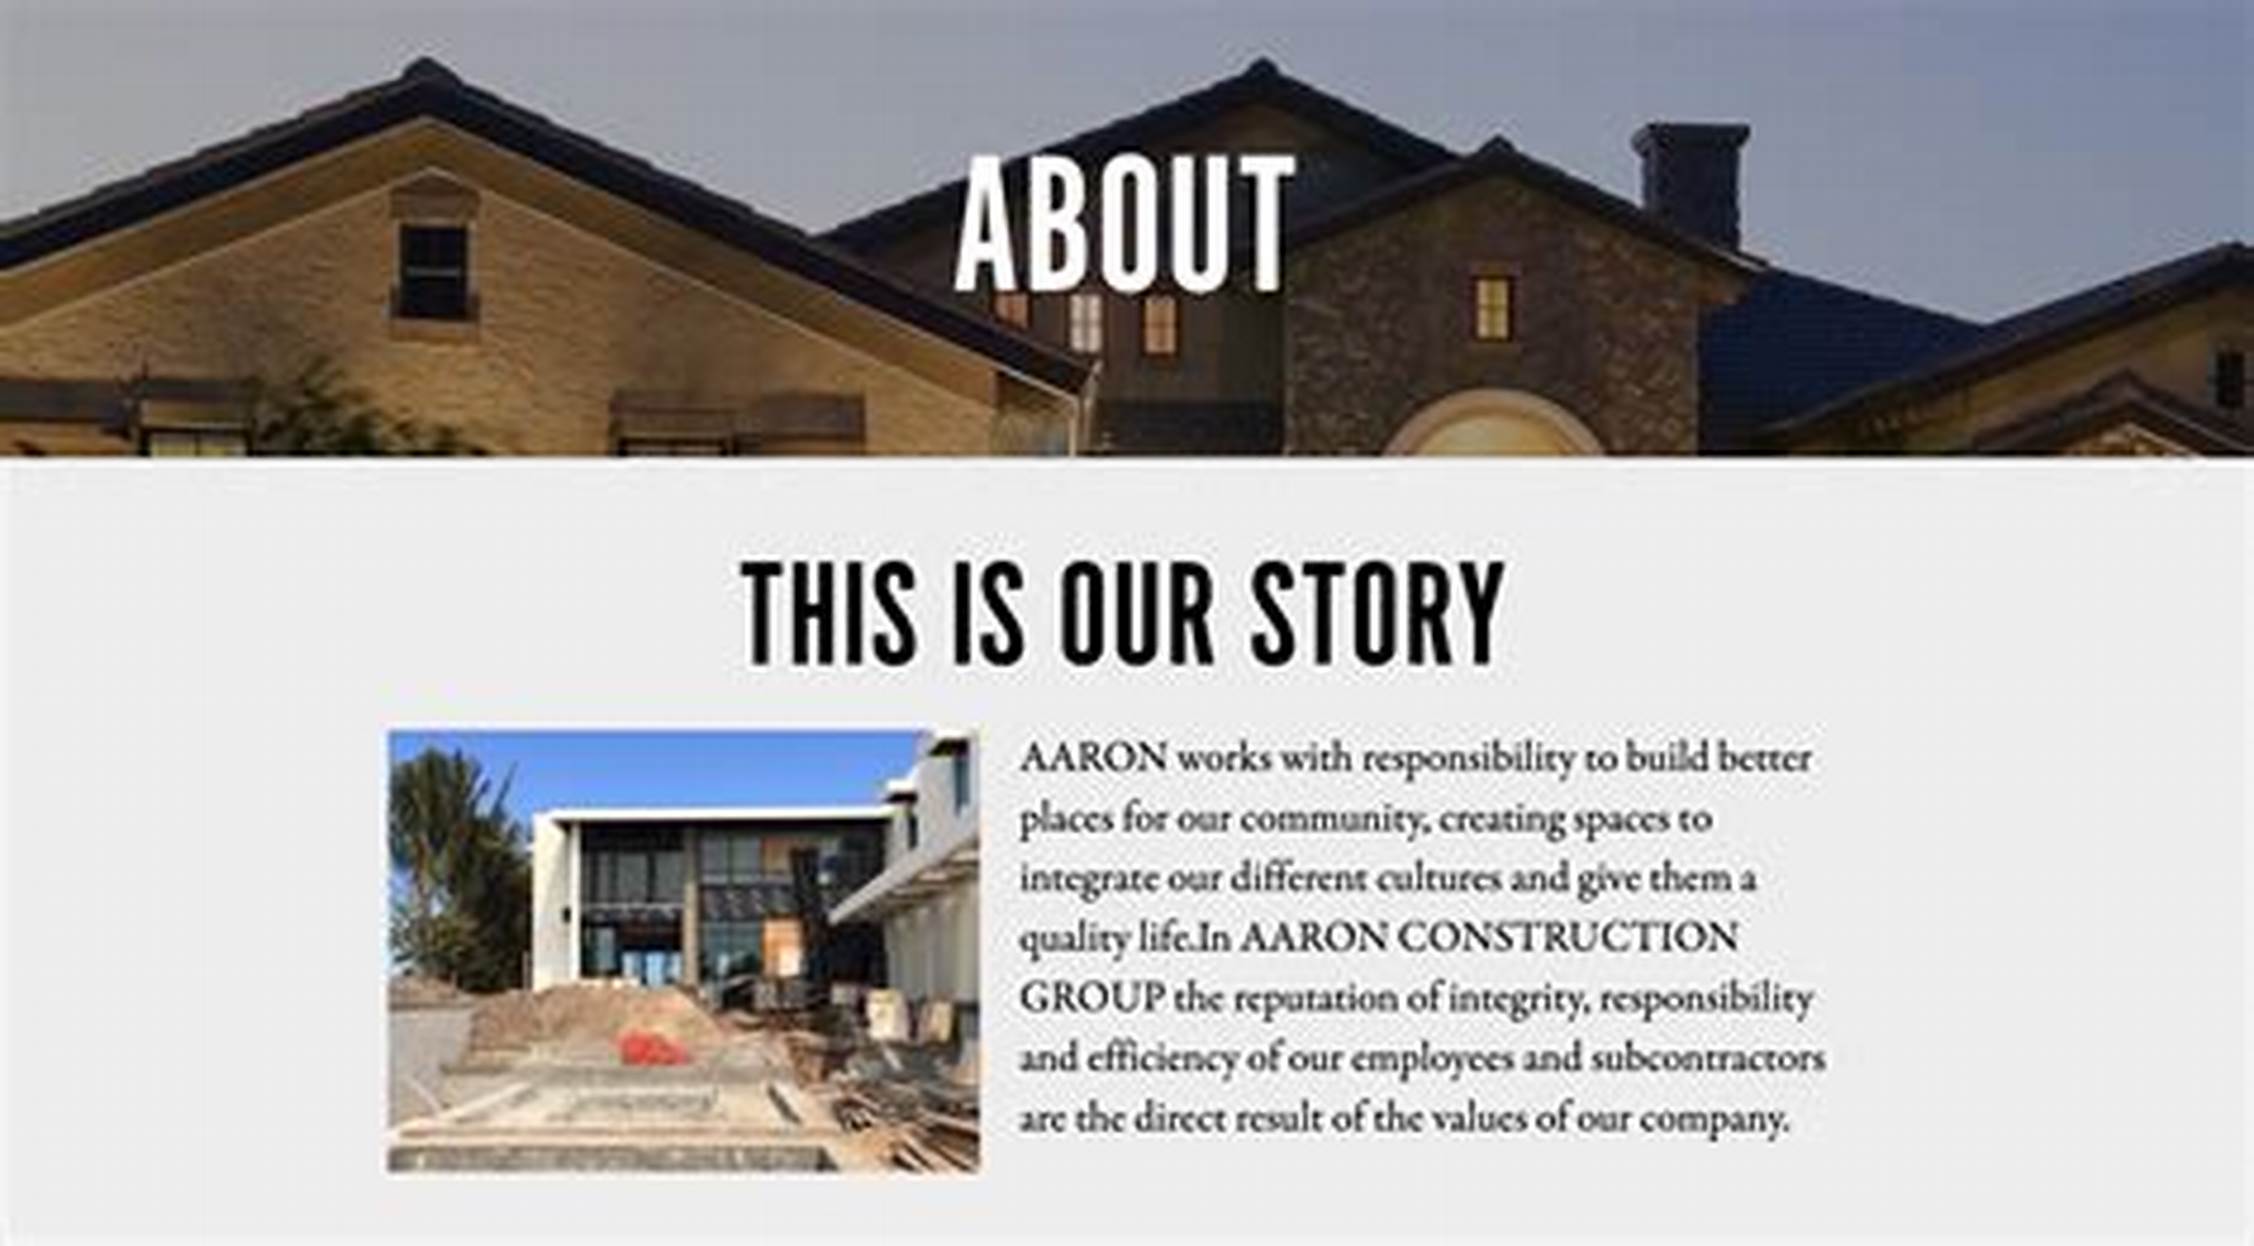 ABOUT
THIS IS OUR STORY
AARON works with responsibility to build better
places for our community, creating spaces to
integrate our different cultures and give them a
quality life.In AARON CONSTRUCTION
GROUP the reputation of integrity, responsibility
and efficiency of our employees and subcontractors
are the direct result of the values of our company.